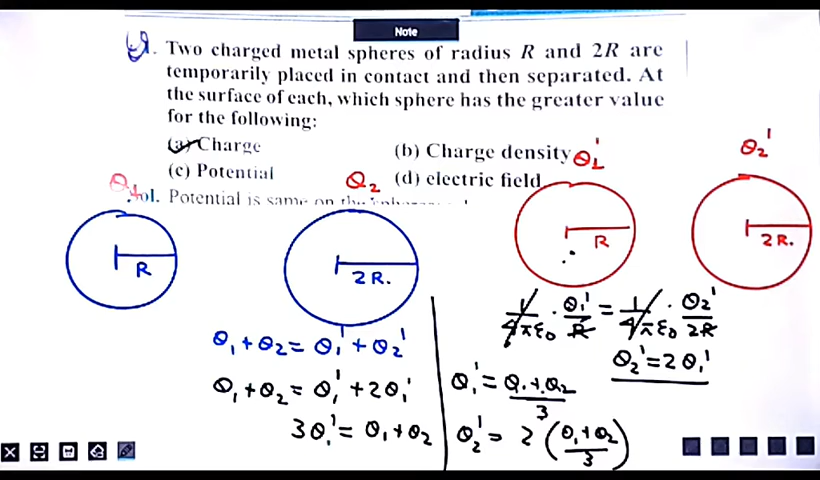 Note
Q1. Two charged metal spheres of radius R and 2R are
temporarily placed in contact and then separated. At
the surface of each, which sphere has the greater value
for the following:
(a) Charge
(b) Charge density
(c) Potential
(d) electric field
Sol. Potential is same on the
Q₁
Q₂
Q₁'
Q₂'
R
2R.
R
2R.
Q₁ + Q₂ = Q₁' + Q₂'
Q₁ + Q₂ = Q₁' + 2Q₁'
3Q₁' = Q₁ + Q₂
1/4πε₀ · Q₁'/R = 1/4πε₀ · Q₂'/2R
Q₂' = 2Q₁'
Q₁' = Q₁ + Q₂/3
Q₂' = 2 (Q₁ + Q₂/3)